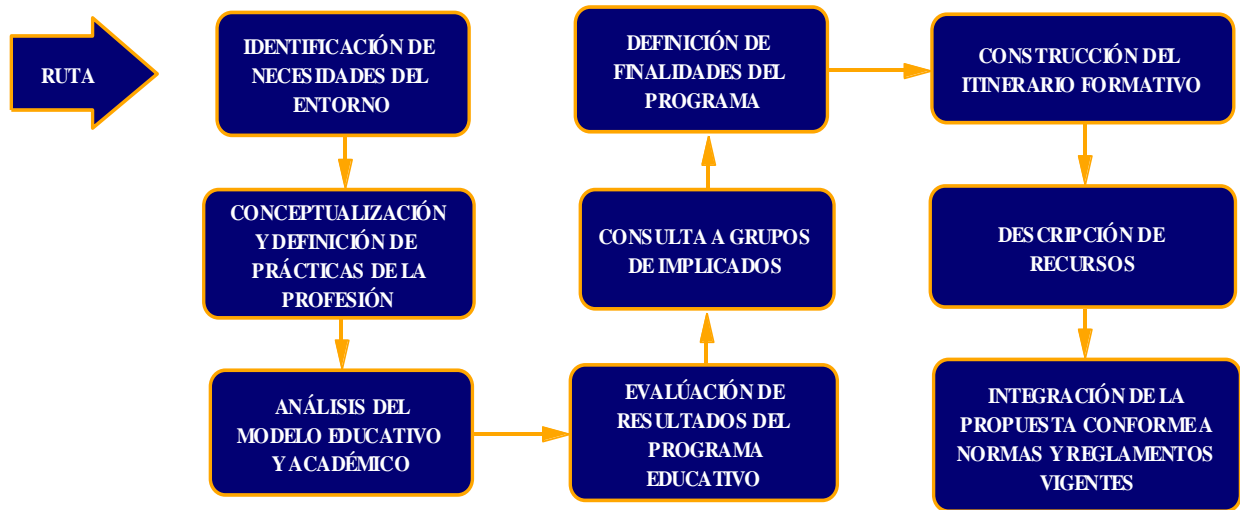 RUTA
IDENTIFICACIÓN DE
NECESIDADES DEL
ENTORNO
CONCEPTUALIZACIÓN
Y DEFINICIÓN DE
PRÁCTICAS DE LA
PROFESIÓN
ANÁLISIS DEL
MODELO EDUCATIVO
Y ACADÉMICO
EVALÚACIÓN DE
RESULTADOS DEL
PROGRAMA
EDUCATIVO
CONSULTA A GRUPOS
DE IMPLICADOS
DEFINICIÓN DE
FINALIDADES DEL
PROGRAMA
CONSTRUCCIÓN DEL
ITINERARIO FORMATIVO
DESCRIPCIÓN DE
RECURSOS
INTEGRACIÓN DE LA
PROPUESTA CONFORME A
NORMAS Y REGLAMENTOS
VIGENTES